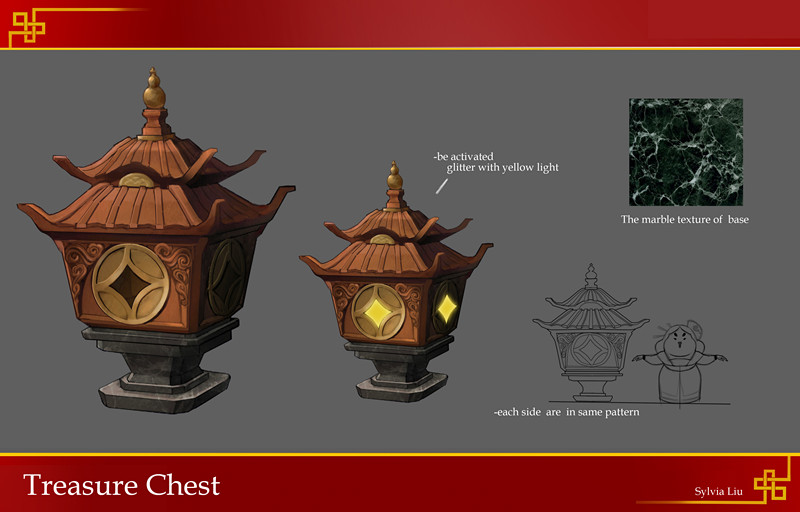 -be activated
glitter with yellow light
The marble texture of base
-each side are in same pattern
Treasure Chest
Sylvia Liu